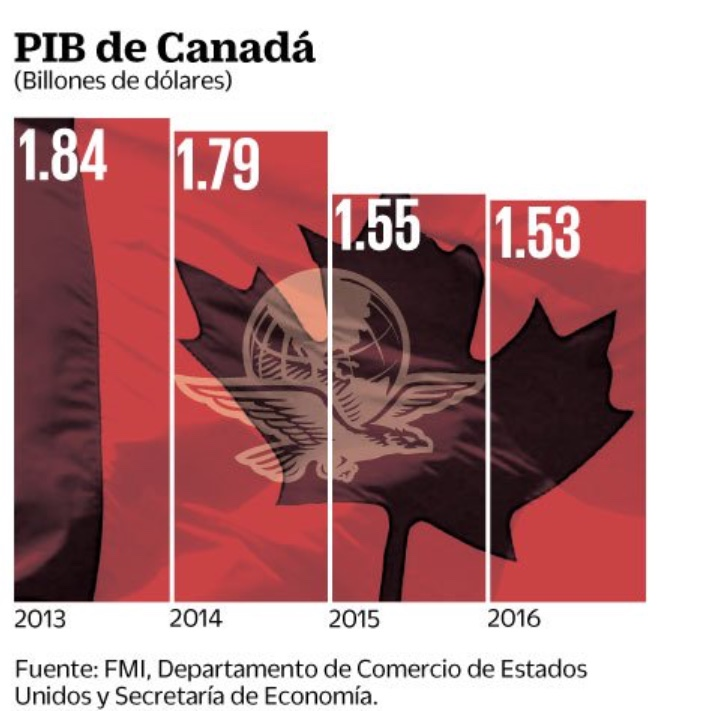 PIB de Canadá
(Billones de dólares)
1.84
1.79
1.55
1.53
2013
2014
2015
2016
Fuente: FMI, Departamento de Comercio de Estados
Unidos y Secretaría de Economía.